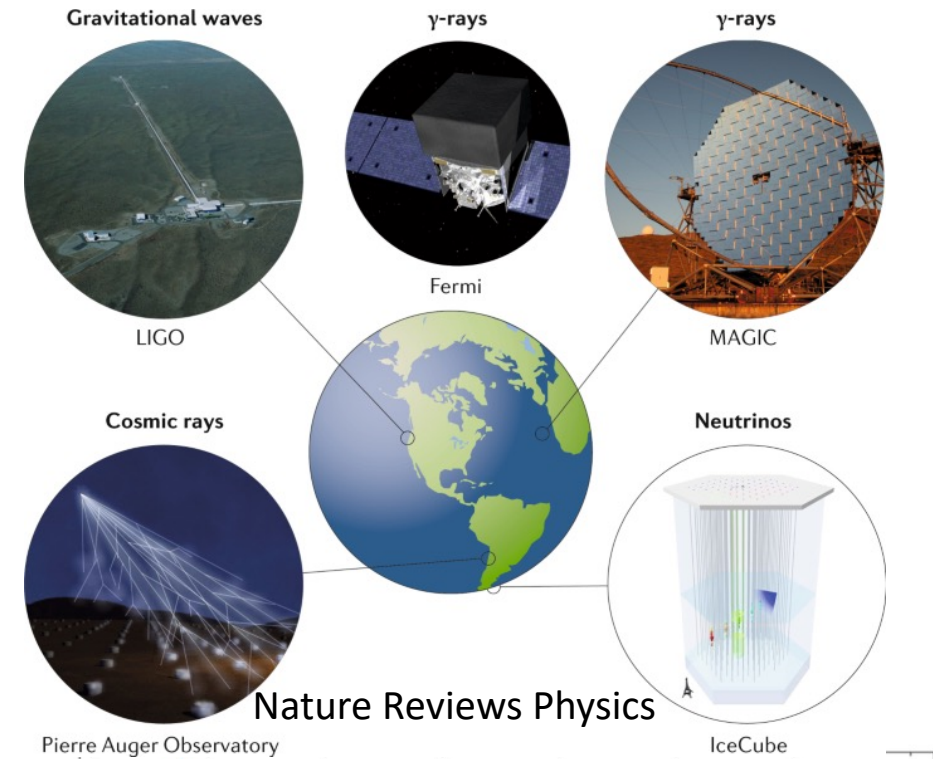 Gravitational waves
γ-rays
γ-rays
LIGO
Fermi
MAGIC
Cosmic rays
Neutrinos
Nature Reviews Physics
Pierre Auger Observatory
IceCube